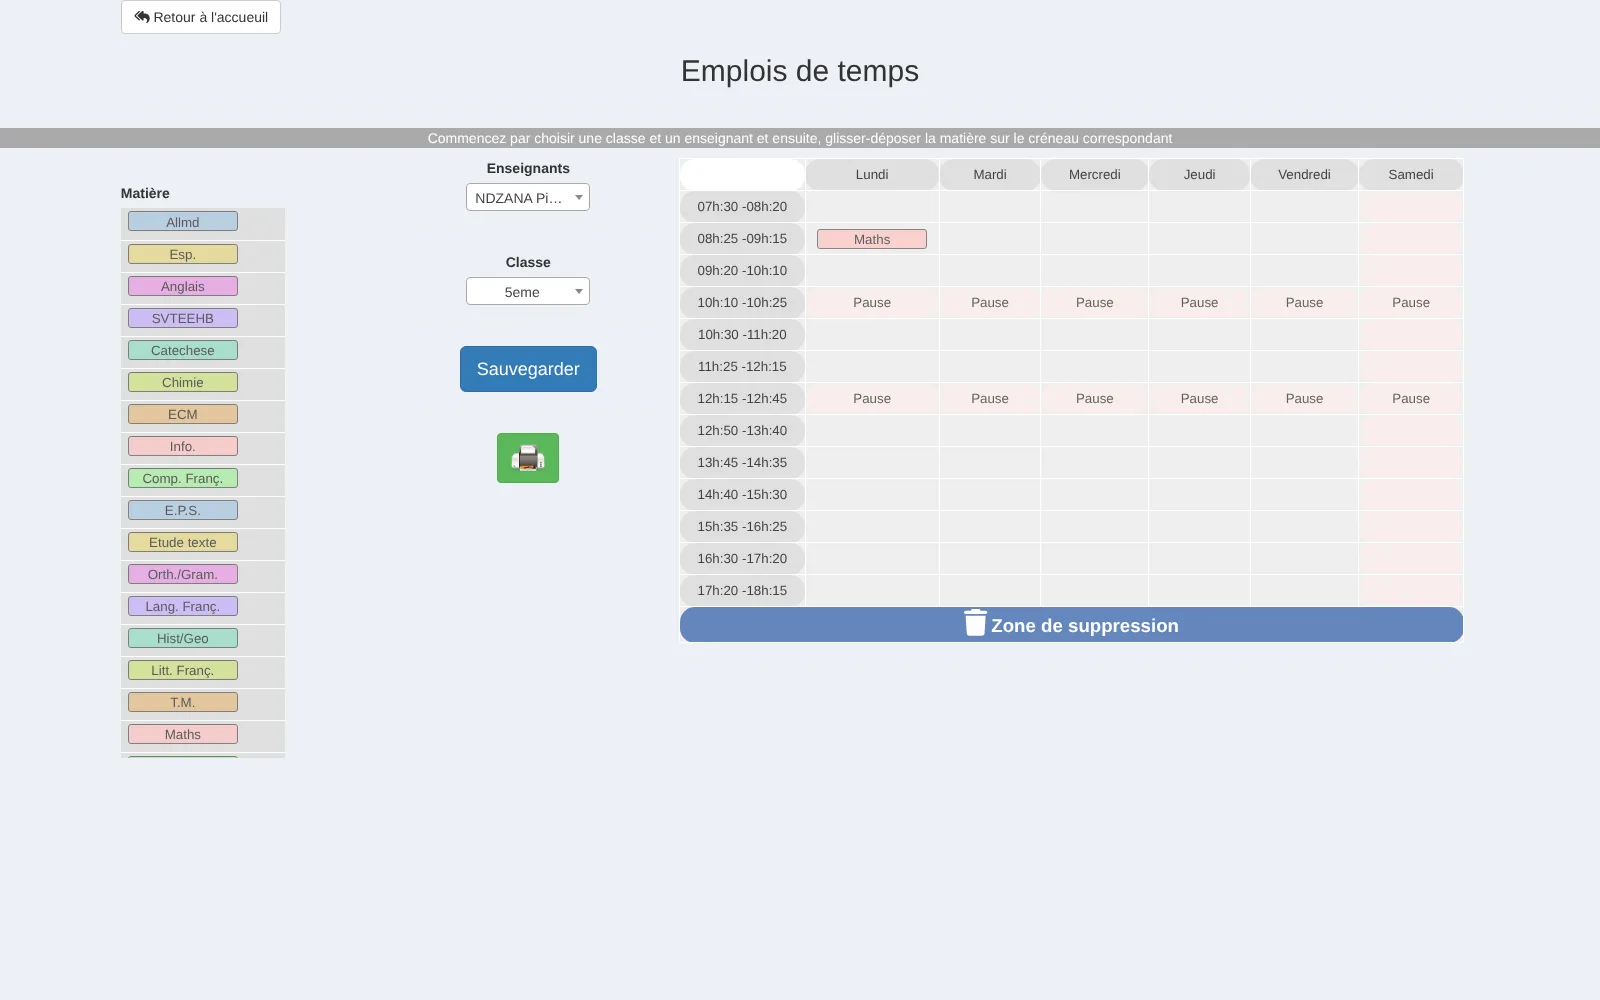 Retour à l'accueuil
Emplois de temps
Commencez par choisir une classe et un enseignant et ensuite, glisser-déposer la matière sur le créneau correspondant
Matière
Allmd
Esp.
Anglais
SVTEEHB
Catechese
Chimie
ECM
Info.
Comp. Franç.
E.P.S.
Etude texte
Orth./Gram.
Lang. Franç.
Hist/Geo
Litt. Franç.
T.M.
Maths
Enseignants
NDZANA Pi...
Classe
5eme
Sauvegarder
Lundi Mardi Mercredi Jeudi Vendredi Samedi
07h:30 -08h:20
08h:25 -09h:15 Maths
09h:20 -10h:10
10h:10 -10h:25 Pause Pause Pause Pause Pause Pause
10h:30 -11h:20
11h:25 -12h:15
12h:15 -12h:45 Pause Pause Pause Pause Pause Pause
12h:50 -13h:40
13h:45 -14h:35
14h:40 -15h:30
15h:35 -16h:25
16h:30 -17h:20
17h:20 -18h:15
Zone de suppression